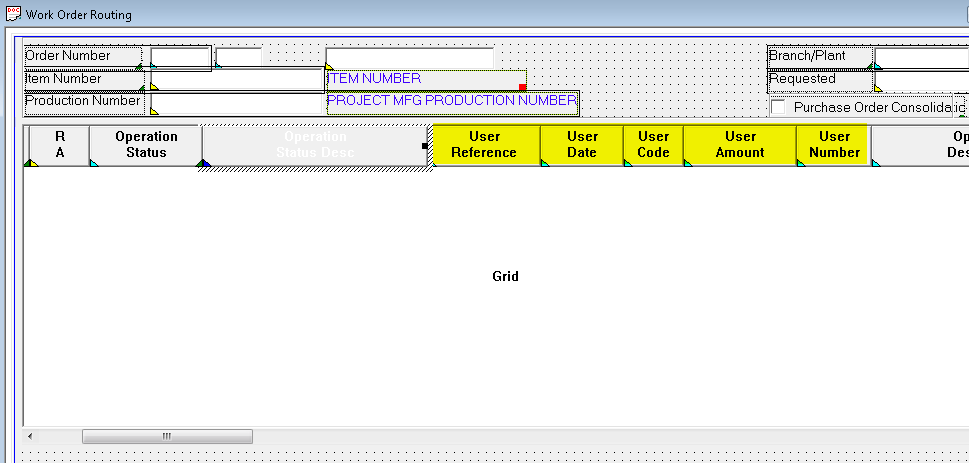 Work Order Routing
Order Number
Branch/Plant
Item Number
ITEM NUMBER
Requested
Production Number
PROJECT MFG PRODUCTION NUMBER
Purchase Order Consolidatic
R
A
Operation
Status
Operation
Status Desc
User
Reference
User
Date
User
Code
User
Amount
User
Number
Op
Des
Grid